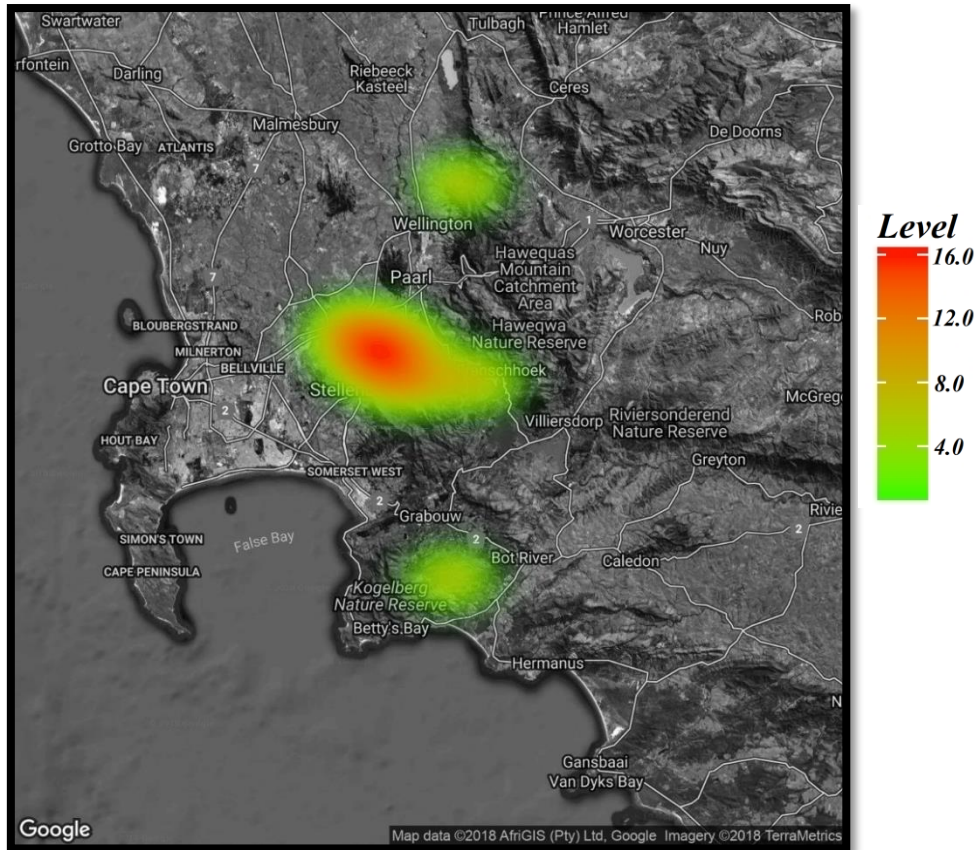 Swartwater
Tulbagh
Prince Alfred
Hamlet
rfontein
Darling
Riebeeck
Kasteel
Ceres
Malmesbury
De Doorns
Grotto Bay
ATLANTIS
7
Wellington
1
Worcester
Nuy
Hawequas
Mountain
Catchment
Area
Paarl
7
Rob
BLOUBERGSTRAND
Haweqwa
Nature Reserve
MILNERTON
BELLVILLE
nschhoek
Cape Town
Stellen
McGreg
2
Villiersdorp
Riviersonderend
Nature Reserve
HOUT BAY
Greyton
SOMERSET WEST
2
Grabouw
Rivie
2
2
SIMON'S TOWN
False Bay
Bot River
Caledon
CAPE PENINSULA
Kogelberg
Nature Reserve
Betty's Bay
Hermanus
N
Gansbaai
Van Dyks Bay
Google
Map data ©2018 AfriGIS (Pty) Ltd, Google Imagery ©2018 TerraMetrics
Level
16.0
12.0
8.0
4.0